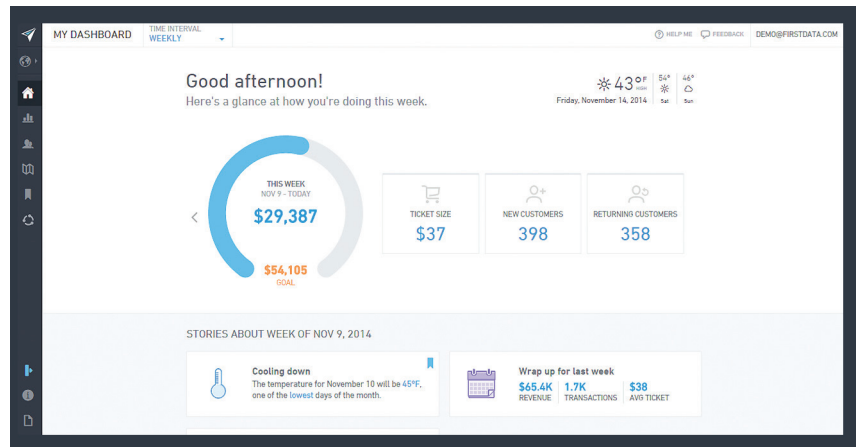 MY DASHBOARD
TIME INTERVAL
WEEKLY
HELP ME
FEEDBACK
DEMO@FIRSTDATA.COM
Good afternoon!
Here's a glance at how you're doing this week.
43°F
HIGH
Friday, November 14, 2014
54°
Sat
46°
Sun
THIS WEEK
NOV 9 - TODAY
$29,387
$54,105
GOAL
TICKET SIZE
$37
NEW CUSTOMERS
398
RETURNING CUSTOMERS
358
STORIES ABOUT WEEK OF NOV 9, 2014
Cooling down
The temperature for November 10 will be 45°F,
one of the lowest days of the month.
Wrap up for last week
$65.4K 1.7K $38
REVENUE TRANSACTIONS AVG TICKET